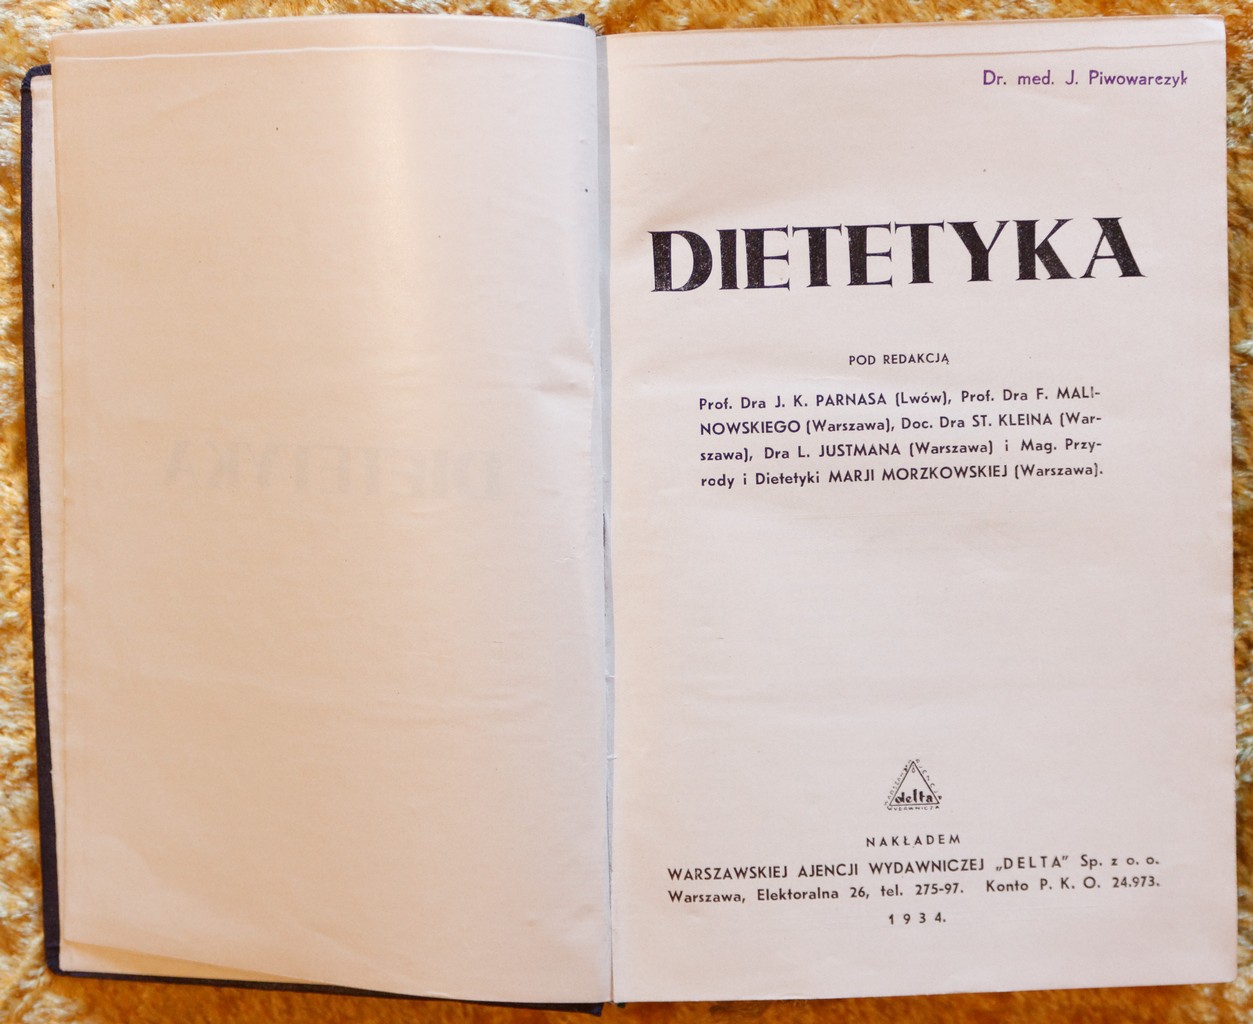 Dr. med. J. Piwowarczyk
DIETETYKA
POD REDAKCJĄ
Prof. Dra J. K. PARNASA (Lwów), Prof. Dra F. MALI-
NOWSKIEGO (Warszawa), Doc. Dra ST. KLEINA (War-
szawa), Dra L. JUSTMANA (Warszawa) i Mag. Przy-
rody i Dietetyki MARJI MORZKOWSKIEJ (Warszawa).
delta
NAKŁADEM
WARSZAWSKIEJ AJENCJI WYDAWNICZEJ „DELTA” Sp. z o. o.
Warszawa, Elektoralna 26, tel. 275-97. Konto P. K. O. 24.973.
1934.